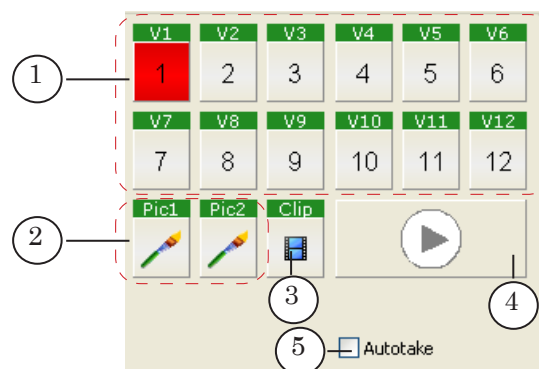 V1 V2 V3 V4 V5 V6
1 1 2 3 4 5 6
V7 V8 V9 V10 V11 V12
7 8 9 10 11 12
2 Pic1 Pic2 Clip
3 4
5 Autotake